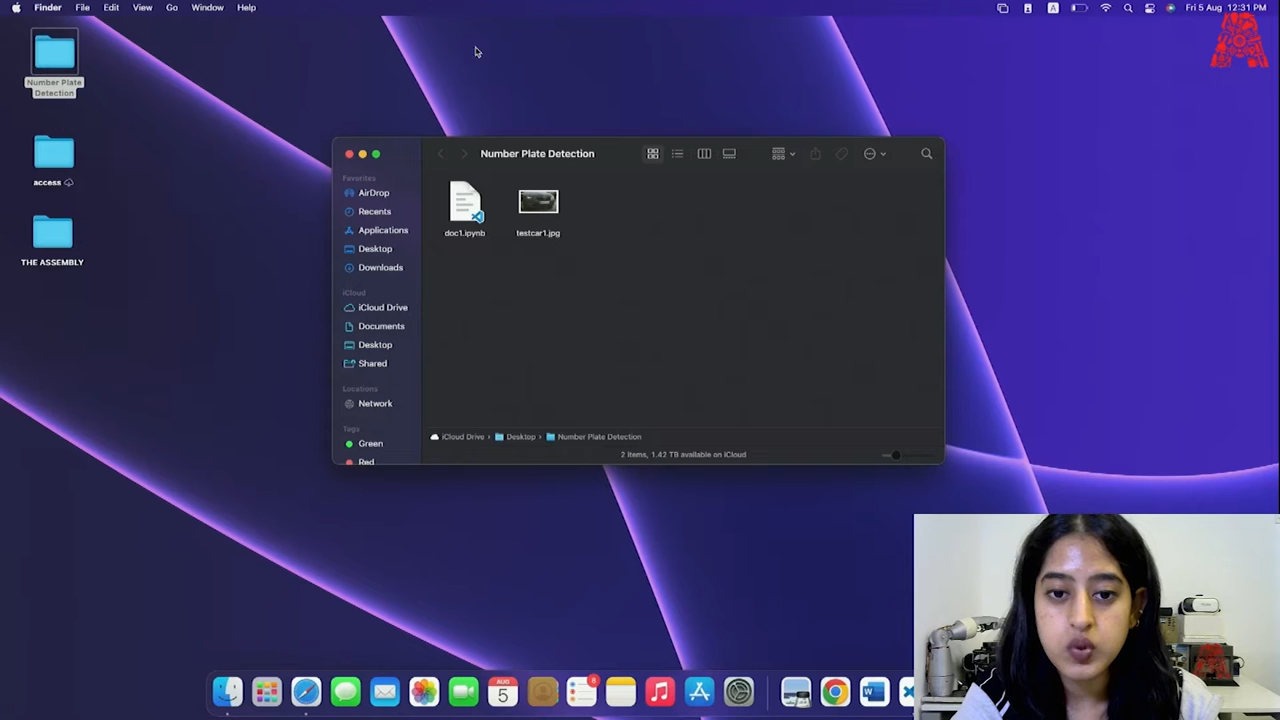 Finder File Edit View Go Window Help
A
Fri 5 Aug 12:31
Number Plate
Detection
access
THE ASSEMBLY
Number Plate Detection
Favorites
AirDrop
Recents
Applications
Desktop
Downloads
iCloud
iCloud Drive
Documents
Desktop
Shared
Locations
Network
Tags
Green
Red
doc1.ipynb
testcar1.jpg
iCloud Drive › Desktop › Number Plate Detection
2 items, 1.42 TB available on iCloud
AUG
5
8
W